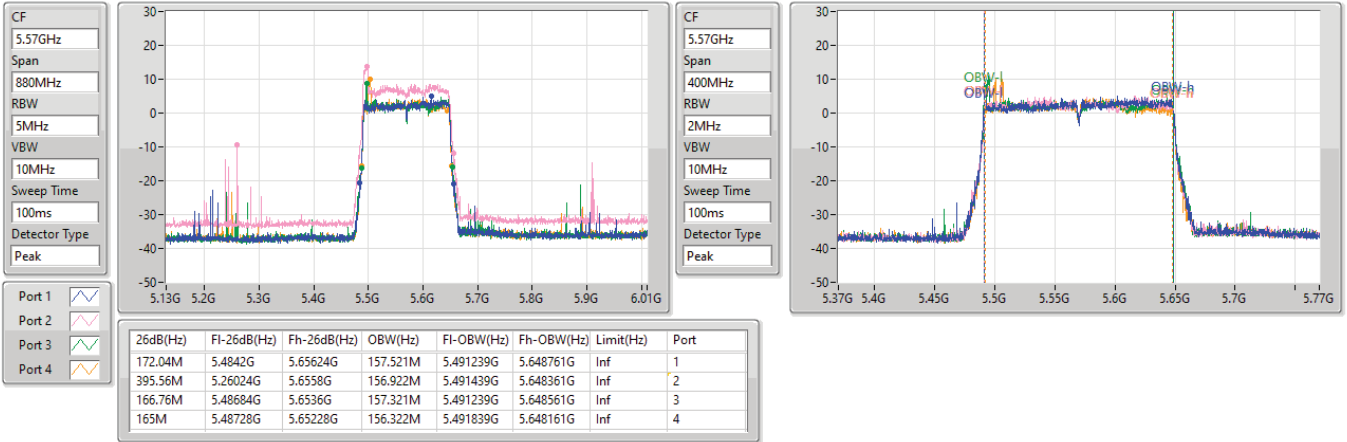 CF
5.57GHz
Span
880MHz
RBW
5MHz
VBW
10MHz
Sweep Time
100ms
Detector Type
Peak
Port 1
Port 2
Port 3
Port 4
30
20
10
0
-10
-20
-30
-40
-50
5.13G 5.2G 5.3G 5.4G 5.5G 5.6G 5.7G 5.8G 5.9G 6.01G
CF
5.57GHz
Span
400MHz
RBW
2MHz
VBW
10MHz
Sweep Time
100ms
Detector Type
Peak
30
20
10
0
-10
-20
-30
-40
-50
OBW-l
OBW-l
OBW-h
OBW-h
5.37G 5.4G 5.45G 5.5G 5.55G 5.6G 5.65G 5.7G 5.77G
26dB(Hz) Fl-26dB(Hz) Fh-26dB(Hz) OBW(Hz) Fl-OBW(Hz) Fh-OBW(Hz) Limit(Hz) Port
172.04M 5.4842G 5.65624G 157.521M 5.491239G 5.648761G Inf 1
395.56M 5.26024G 5.6558G 156.922M 5.491439G 5.648361G Inf 2
166.76M 5.48684G 5.6536G 157.321M 5.491239G 5.648561G Inf 3
165M 5.48728G 5.65228G 156.322M 5.491839G 5.648161G Inf 4